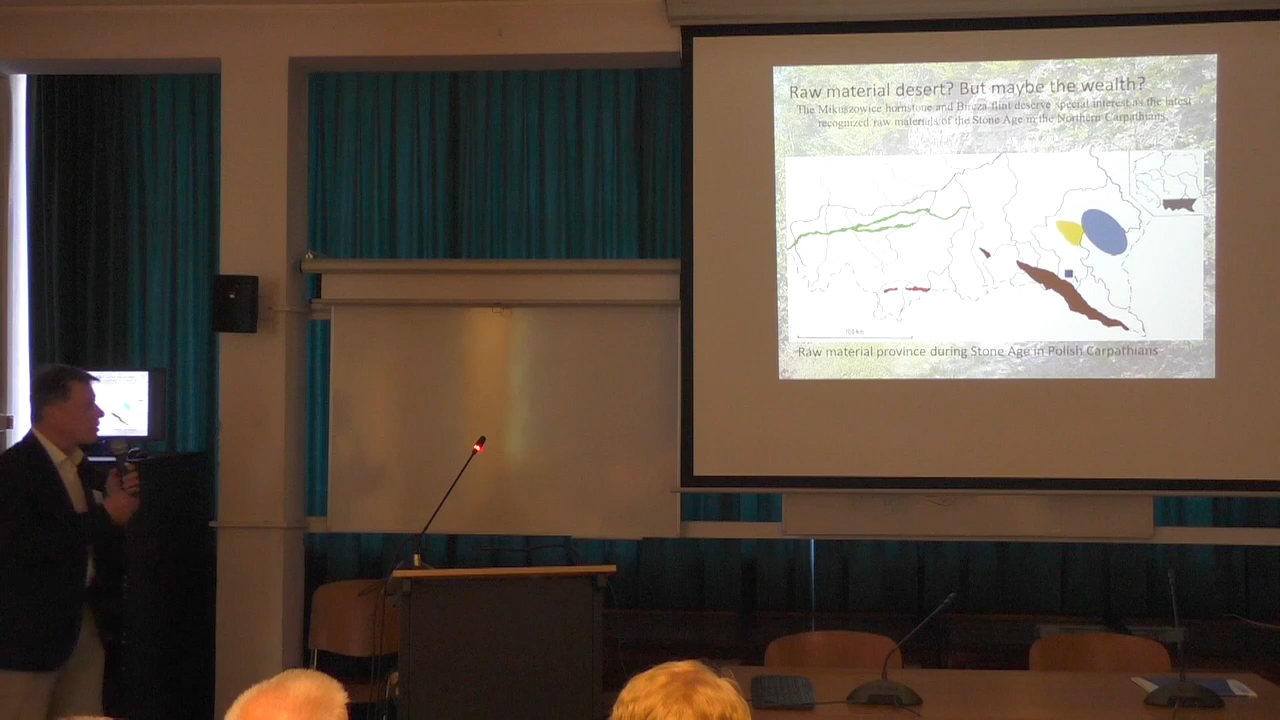 Raw material desert? But maybe the wealth?
The Mikuszowice hornstone and Bircza flint deserve special interest as the latest
recognized raw materials of the Stone Age in the Northern Carpathians.
100 km
Raw material province during Stone Age in Polish Carpathians